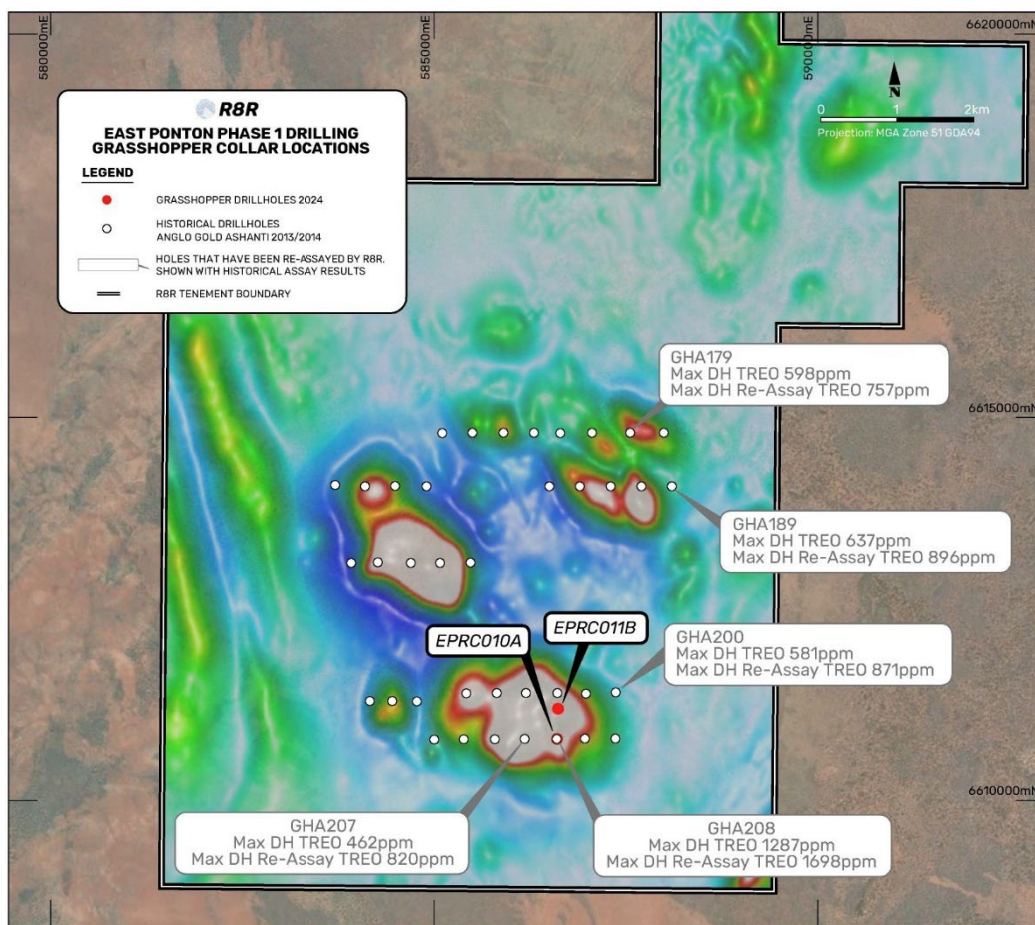 580000mE
585000mE
590000mE
6620000mN
R8R
EAST PONTON PHASE 1 DRILLING
GRASSHOPPER COLLAR LOCATIONS
LEGEND
GRASSHOPPER DRILLHOLES 2024
HISTORICAL DRILLHOLES
ANGLO GOLD ASHANTI 2013/2014
HOLES THAT HAVE BEEN RE-ASSAYED BY R8R.
SHOWN WITH HISTORICAL ASSAY RESULTS
R8R TENEMENT BOUNDARY
N
0 1 2km
Projection: MGA Zone 51 GDA94
GHA179
Max DH TREO 598ppm
Max DH Re-Assay TREO 757ppm
6615000mN
GHA189
Max DH TREO 637ppm
Max DH Re-Assay TREO 896ppm
EPRC010A
EPRC011B
GHA200
Max DH TREO 581ppm
Max DH Re-Assay TREO 871ppm
6610000mN
GHA207
Max DH TREO 462ppm
Max DH Re-Assay TREO 820ppm
GHA208
Max DH TREO 1287ppm
Max DH Re-Assay TREO 1698ppm